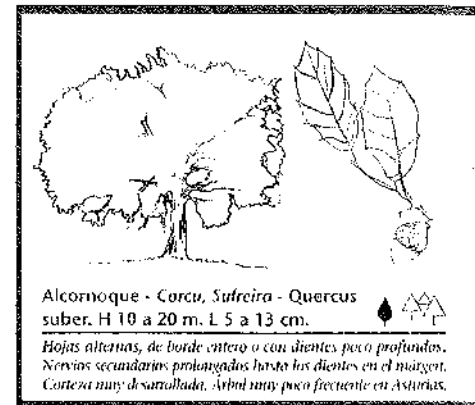 Alcornoque - Corcu, Sufreira - Quercus
suber. H 10 a 20 m. L 5 a 13 cm.
Hojas alternas, de borde entero o con dientes poco profundos.
Nervios secundarios prolongados hasta los dientes en el márgen.
Corteza muy desarrollada. Árbol muy poco frecuente en Asturias.